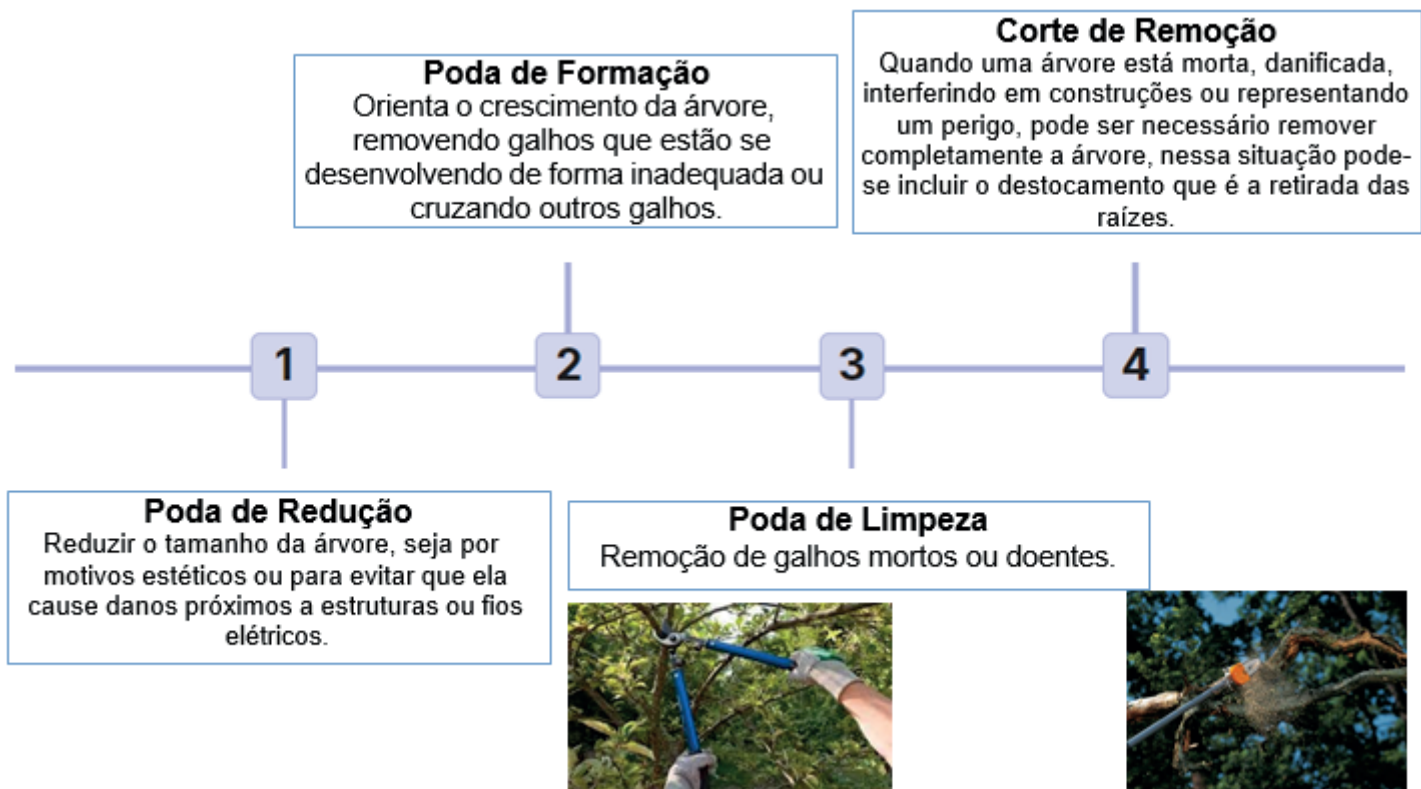 Poda de Formação
Orienta o crescimento da árvore,
removendo galhos que estão se
desenvolvendo de forma inadequada ou
cruzando outros galhos.
Corte de Remoção
Quando uma árvore está morta, danificada,
interferindo em construções ou representando
um perigo, pode ser necessário remover
completamente a árvore, nessa situação pode-
se incluir o destocamento que é a retirada das
raízes.
1
2
3
4
Poda de Redução
Reduzir o tamanho da árvore, seja por
motivos estéticos ou para evitar que ela
cause danos próximos a estruturas ou fios
elétricos.
Poda de Limpeza
Remoção de galhos mortos ou doentes.